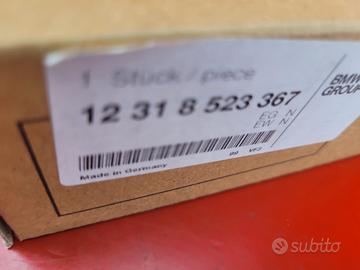 1 Stück / piece
12 31 8 523 367
BMW
GROUP
EG N
EW N
Made in Germany
subito